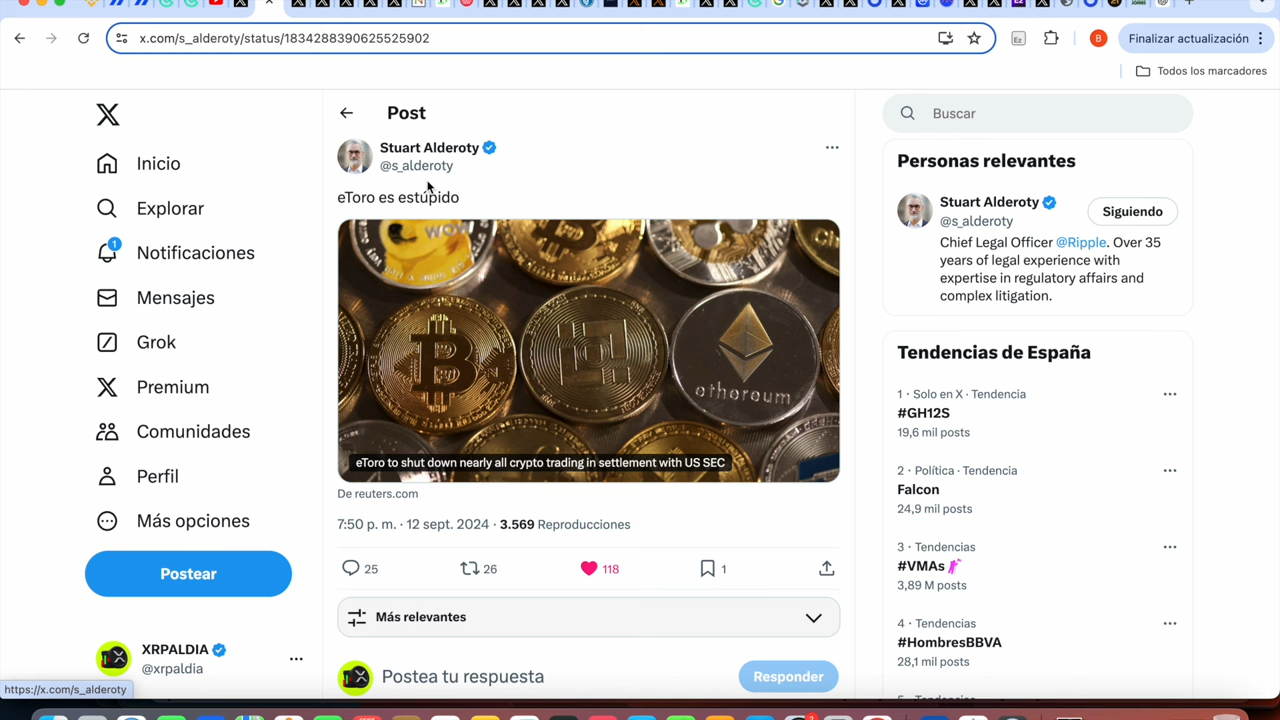 x.com/s_alderoty/status/1834288390625525902
Finalizar actualización
Todos los marcadores
Inicio
Explorar
1
Notificaciones
Mensajes
Grok
Premium
Comunidades
Perfil
Más opciones
Postear
XRPALDIA
@xrpaldia
https://x.com/s_alderoty
Post
Stuart Alderoty
@s_alderoty
eToro es estúpido
WOW
ethereum
eToro to shut down nearly all crypto trading in settlement with US SEC
De reuters.com
7:50 p. m. · 12 sept. 2024 · 3.569 Reproducciones
25
26
118
1
Más relevantes
Postea tu respuesta
Responder
Buscar
Personas relevantes
Stuart Alderoty
@s_alderoty
Siguiendo
Chief Legal Officer @Ripple. Over 35
years of legal experience with
expertise in regulatory affairs and
complex litigation.
Tendencias de España
1 · Solo en X · Tendencia
#GH12S
19,6 mil posts
2 · Política · Tendencia
Falcon
24,9 mil posts
3 · Tendencias
#VMAs
3,89 M posts
4 · Tendencias
#HombresBBVA
28,1 mil posts